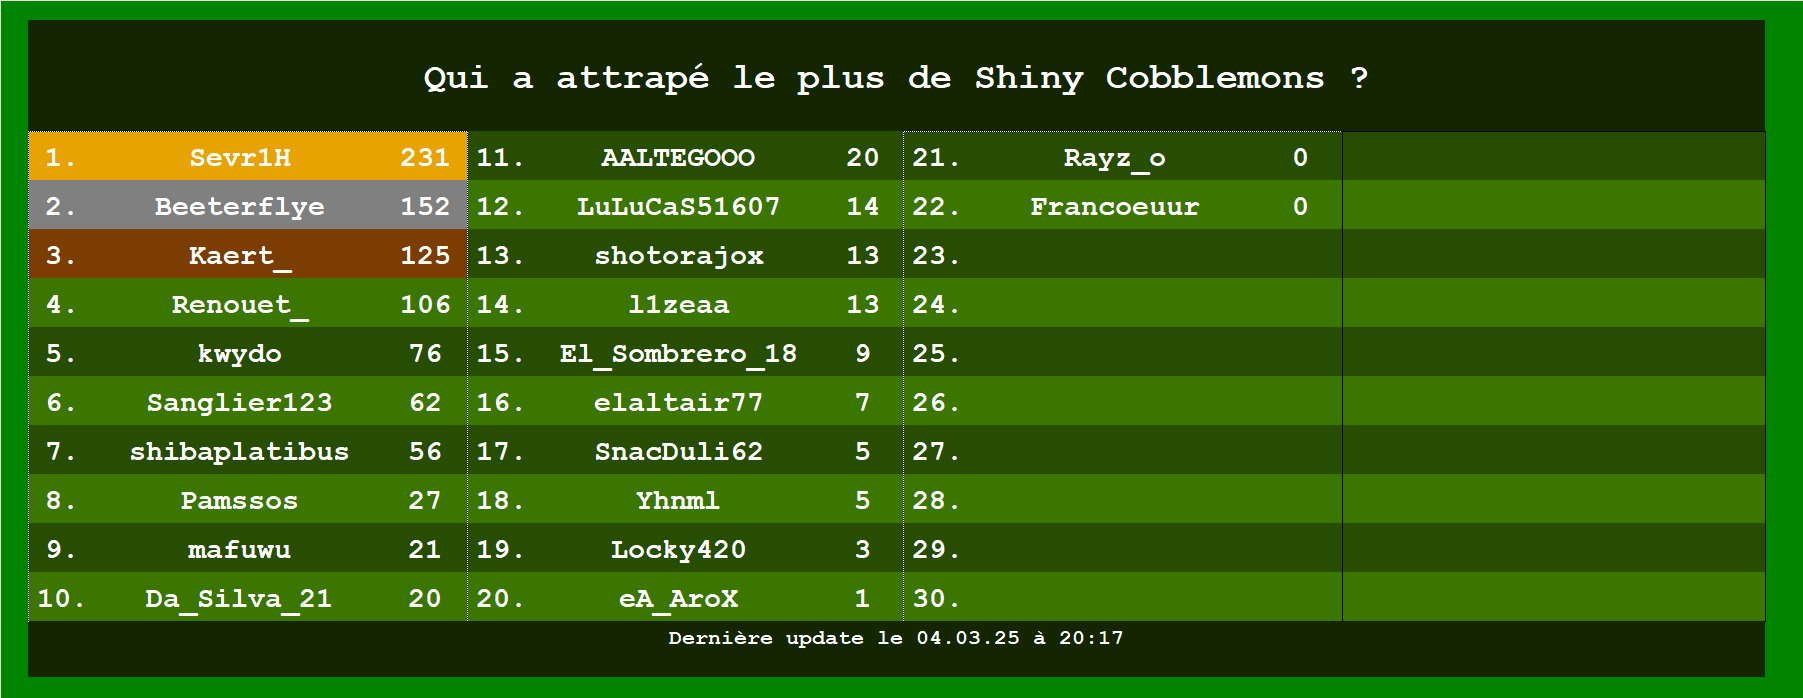 Qui a attrapé le plus de Shiny Cobblemons ?
1. Sevr1H 231
2. Beeterflye 152
3. Kaert_ 125
4. Renouet_ 106
5. kwydo 76
6. Sanglier123 62
7. shibaplatibus 56
8. Pamssos 27
9. mafuwu 21
10. Da_Silva_21 20
11. AALTEGOOO 20
12. LuLuCaS51607 14
13. shotorajox 13
14. l1zeaa 13
15. El_Sombrero_18 9
16. elaltair77 7
17. SnacDuli62 5
18. Yhnml 5
19. Locky420 3
20. eA_AroX 1
21. Rayz_o 0
22. Francoeuur 0
23.
24.
25.
26.
27.
28.
29.
30.
Dernière update le 04.03.25 à 20:17